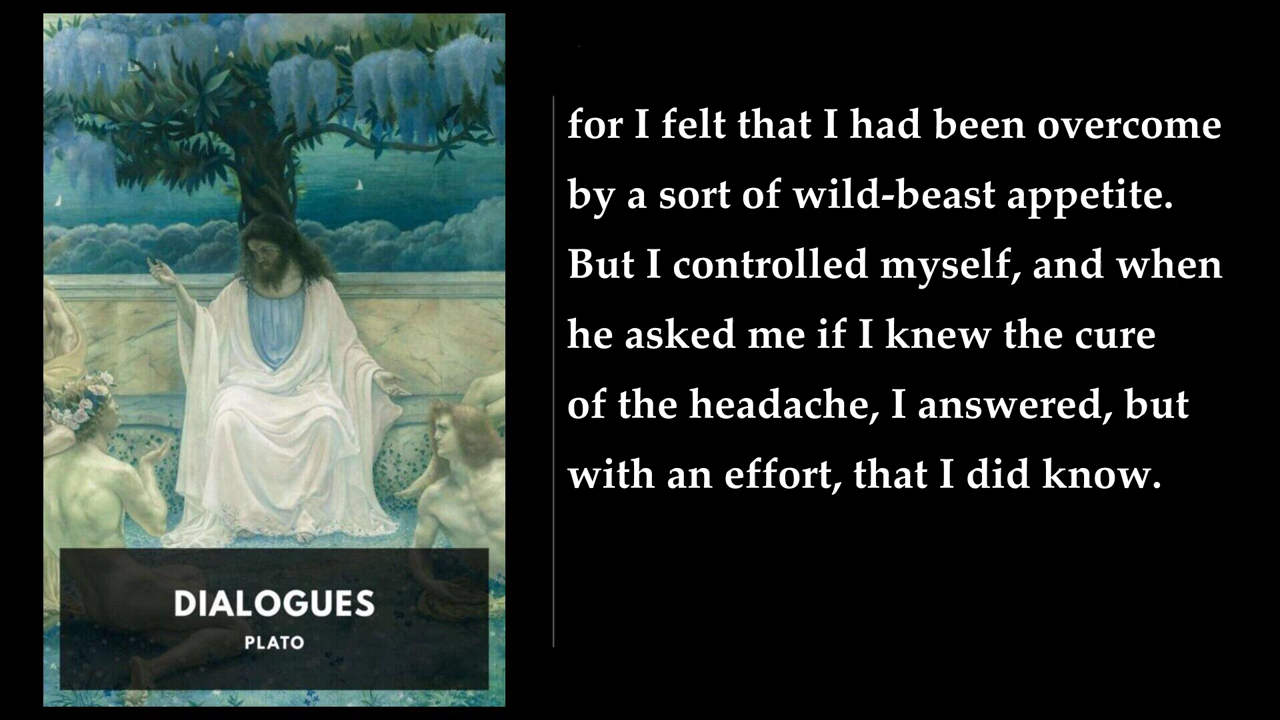 for I felt that I had been overcome
by a sort of wild-beast appetite.
But I controlled myself, and when
he asked me if I knew the cure
of the headache, I answered, but
with an effort, that I did know.
DIALOGUES
PLATO